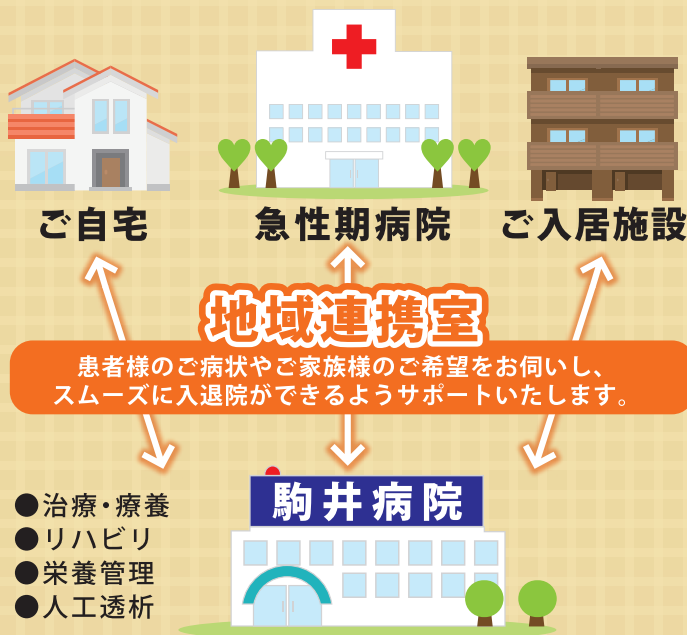 ご自宅
急性期病院
ご入居施設
地域連携室
患者様のご病状やご家族様のご希望をお伺いし、
スムーズに入退院ができるようサポートいたします。
駒井病院
●治療・療養
●リハビリ
●栄養管理
●人工透析